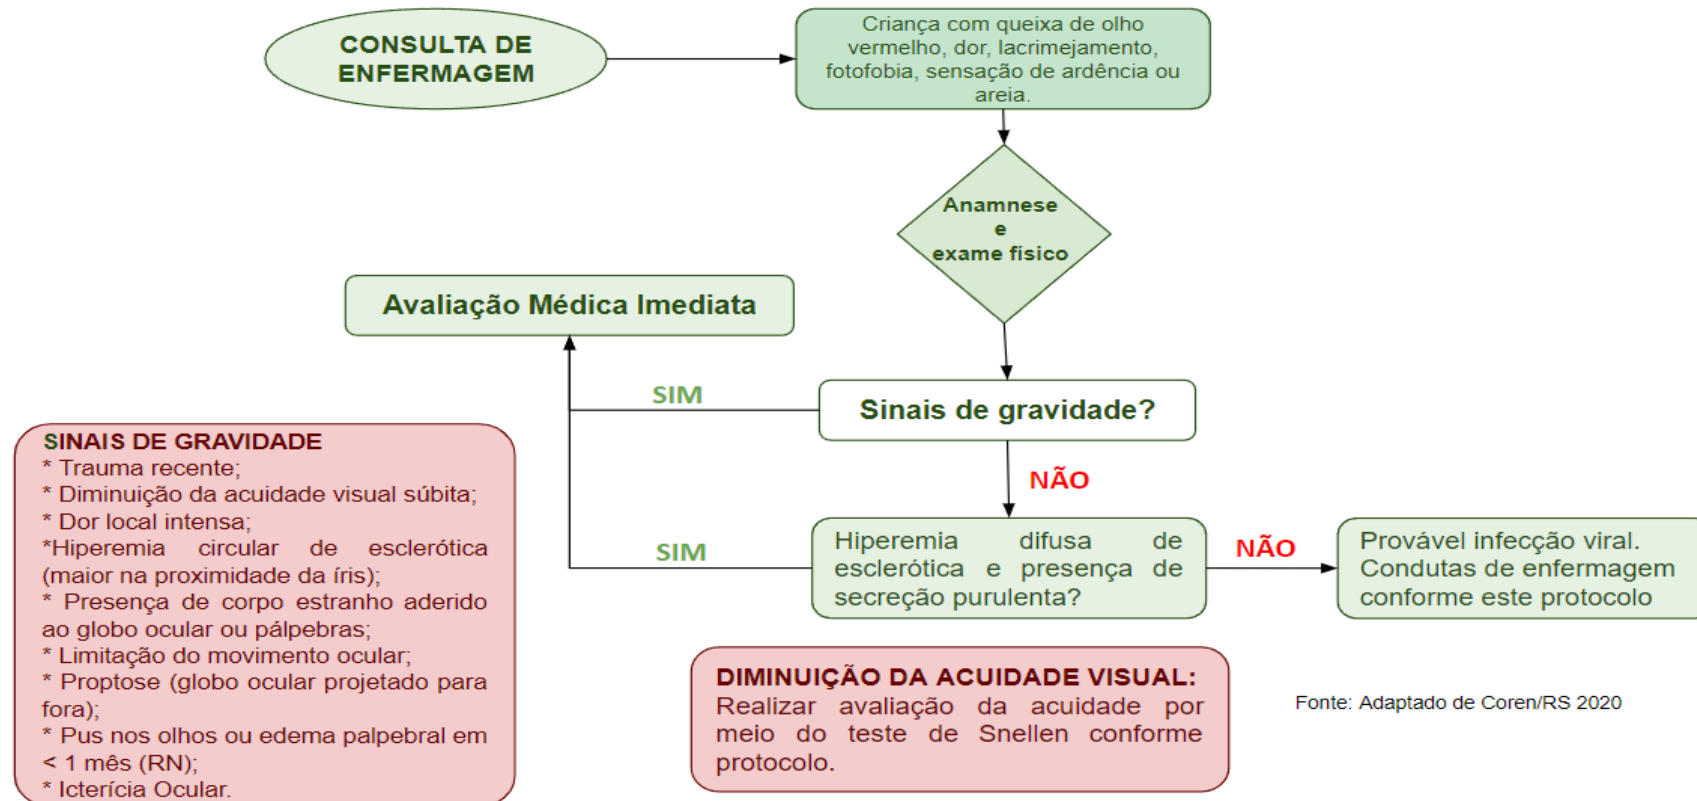 CONSULTA DE
ENFERMAGEM
Criança com queixa de olho
vermelho, dor, lacrimejamento,
fotofobia, sensação de ardência ou
areia.
Anamnese
e
exame físico
Avaliação Médica Imediata
SIM
Sinais de gravidade?
NÃO
SINAIS DE GRAVIDADE
* Trauma recente;
* Diminuição da acuidade visual súbita;
* Dor local intensa;
*Hiperemia circular de esclerótica
(maior na proximidade da íris);
* Presença de corpo estranho aderido
ao globo ocular ou pálpebras;
* Limitação do movimento ocular;
* Proptose (globo ocular projetado para
fora);
* Pus nos olhos ou edema palpebral em
< 1 mês (RN);
* Icterícia Ocular.
SIM
Hiperemia difusa de
esclerótica e presença de
secreção purulenta?
NÃO
Provável infecção viral.
Condutas de enfermagem
conforme este protocolo
DIMINUIÇÃO DA ACUIDADE VISUAL:
Realizar avaliação da acuidade por
meio do teste de Snellen conforme
protocolo.
Fonte: Adaptado de Coren/RS 2020